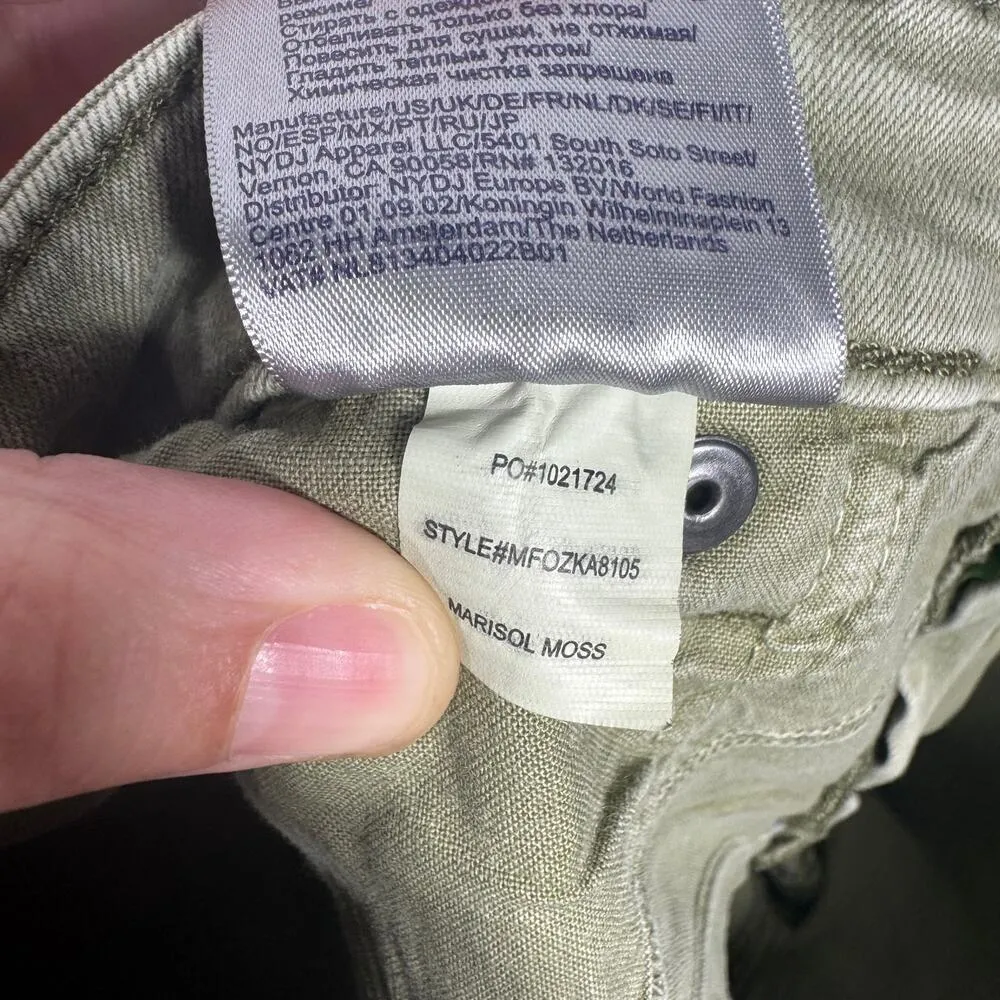 режиме/
Стирать с одеждой
Отбеливать только без хлора/
Повесить для сушки, не отжимая/
Гладить теплым утюгом/
Химическая чистка запрещена
Manufacture/US/UK/DE/FR/NL/DK/SE/FI/IT/
NO/ESP/MX/PT/RU/JP
NYDJ Apparel LLC/5401 South Soto Street/
Vernon, CA 90058/RN# 132016
Distributor NYDJ Europe BV/World Fashion
Centre 01.09.02/Koningin Wilhelminaplein 13
1062 HH Amsterdam/The Netherlands
VAT# NL813404022B01
PO#1021724
STYLE#MFOZKA8105
MARISOL MOSS